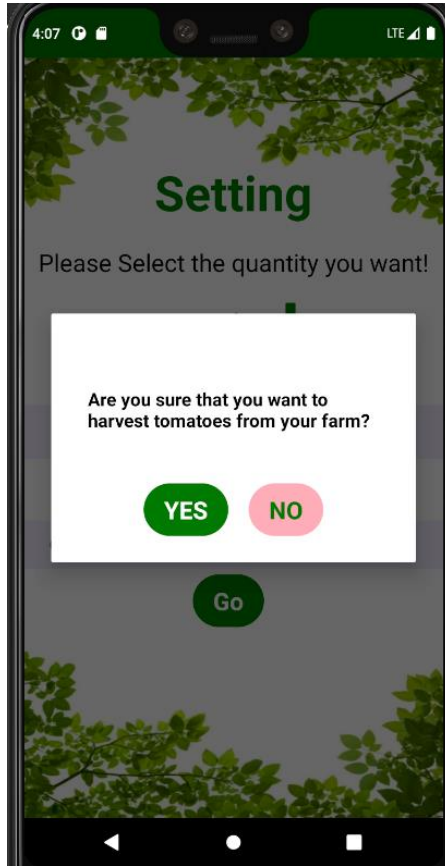 4:07
LTE
Setting
Please Select the quantity you want!
Are you sure that you want to
harvest tomatoes from your farm?
YES
NO
Go